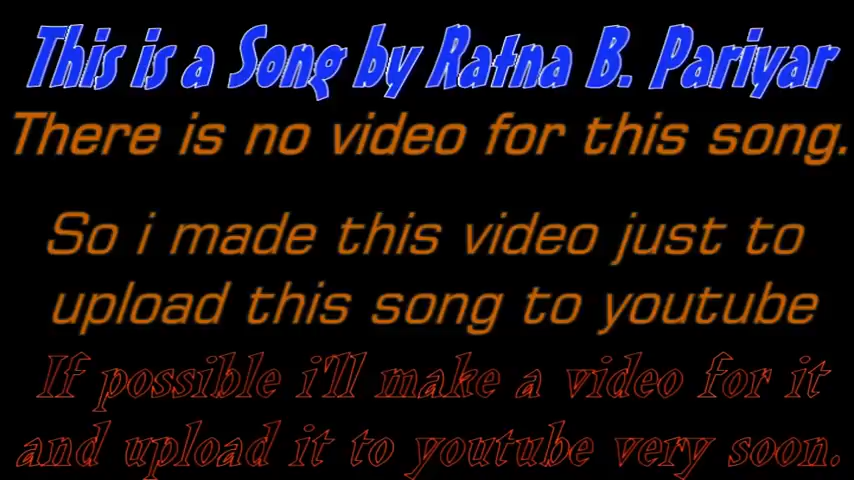 This is a Song by Ratna B. Pariyar
There is no video for this song.
So i made this video just to
upload this song to youtube
If possible i'll make a video for it
and upload it to youtube very soon.